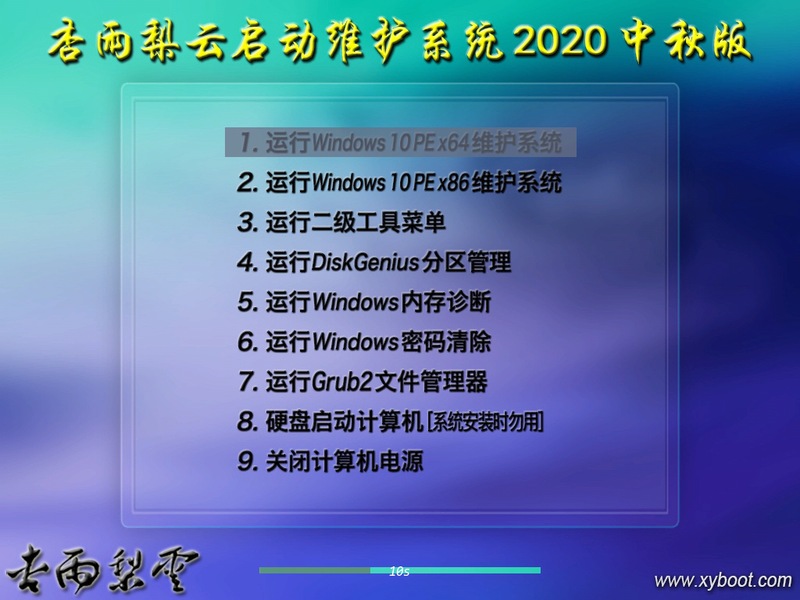 杏雨梨云启动维护系统2020中秋版
1. 运行Windows 10 PE x64 维护系统
2. 运行Windows 10 PE x86 维护系统
3. 运行二级工具菜单
4. 运行DiskGenius分区管理
5. 运行Windows内存诊断
6. 运行Windows密码清除
7. 运行Grub2文件管理器
8. 硬盘启动计算机[系统安装时勿用]
9. 关闭计算机电源
杏雨梨雲
10s
www.xyboot.com